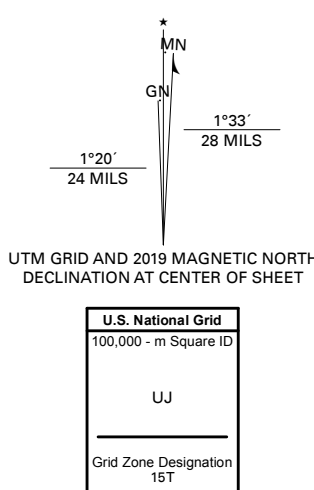 ★
MN
GN
1°33´
28 MILS
1°20´
24 MILS
UTM GRID AND 2019 MAGNETIC NORTH
DECLINATION AT CENTER OF SHEET
U.S. National Grid
100,000 - m Square ID
UJ
Grid Zone Designation
15T